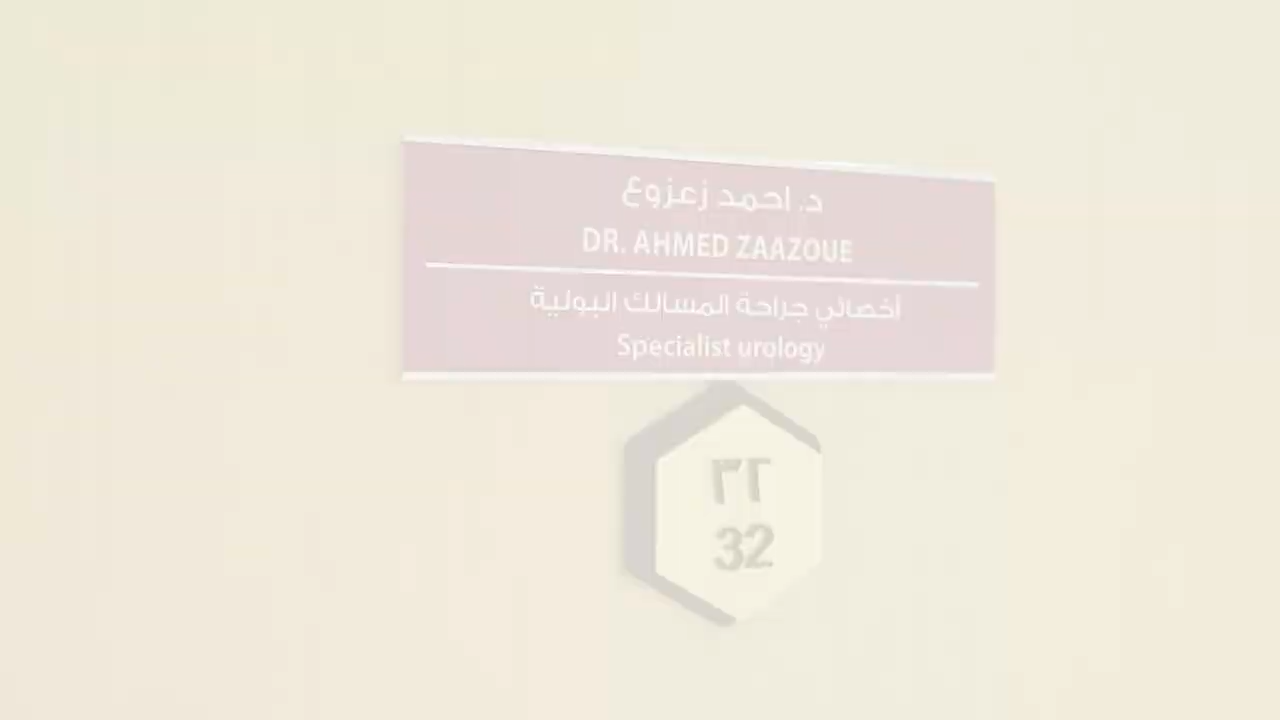 د. احمد زعزوع
DR. AHMED ZAAZOUE
أخصائي جراحة المسالك البولية
Specialist urology
٣٢
32